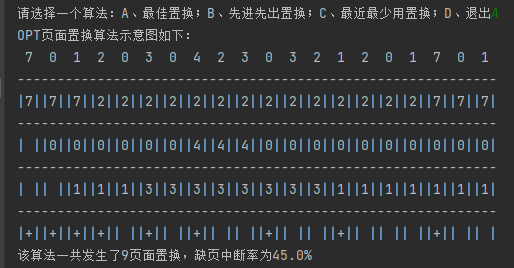 请选择一个算法：A、最佳置换；B、先进先出置换；C、最近最少用置换；D、退出A
OPT页面置换算法示意图如下：
7 0 1 2 0 3 0 4 2 3 0 3 2 1 2 0 1 7 0 1
------------------------------------------------------------
|7||7||7||2||2||2||2||2||2||2||2||2||2||2||2||2||2||7||7||7|
------------------------------------------------------------
| ||0||0||0||0||0||0||4||4||4||0||0||0||0||0||0||0||0||0||0|
------------------------------------------------------------
| || ||1||1||1||3||3||3||3||3||3||3||3||1||1||1||1||1||1||1|
------------------------------------------------------------
|+||+||+||+|| ||+|| ||+|| || ||+|| || ||+|| || || ||+|| || |
该算法一共发生了9页面置换，缺页中断率为45.0%